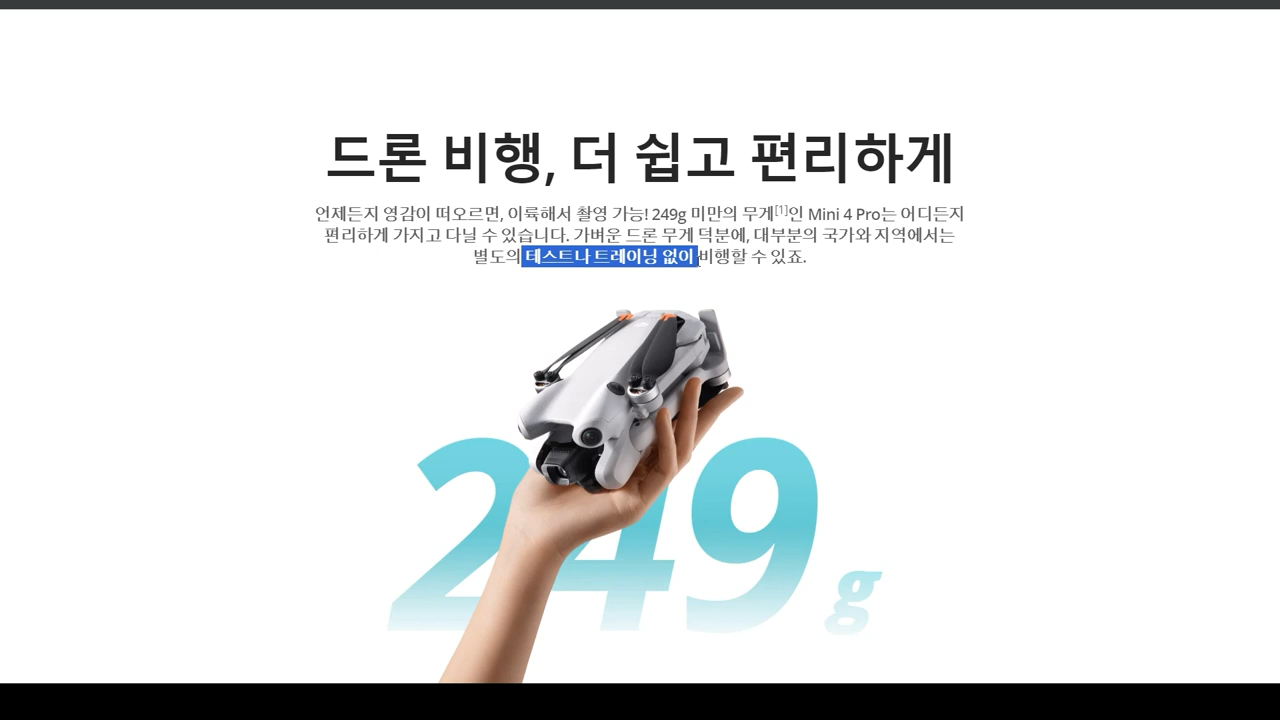 드론 비행, 더 쉽고 편리하게
언제든지 영감이 떠오르면, 이륙해서 촬영 가능! 249g 미만의 무게[1]인 Mini 4 Pro는 어디든지
편리하게 가지고 다닐 수 있습니다. 가벼운 드론 무게 덕분에, 대부분의 국가와 지역에서는
별도의 테스트나 트레이닝 없이 비행할 수 있죠.
249 g